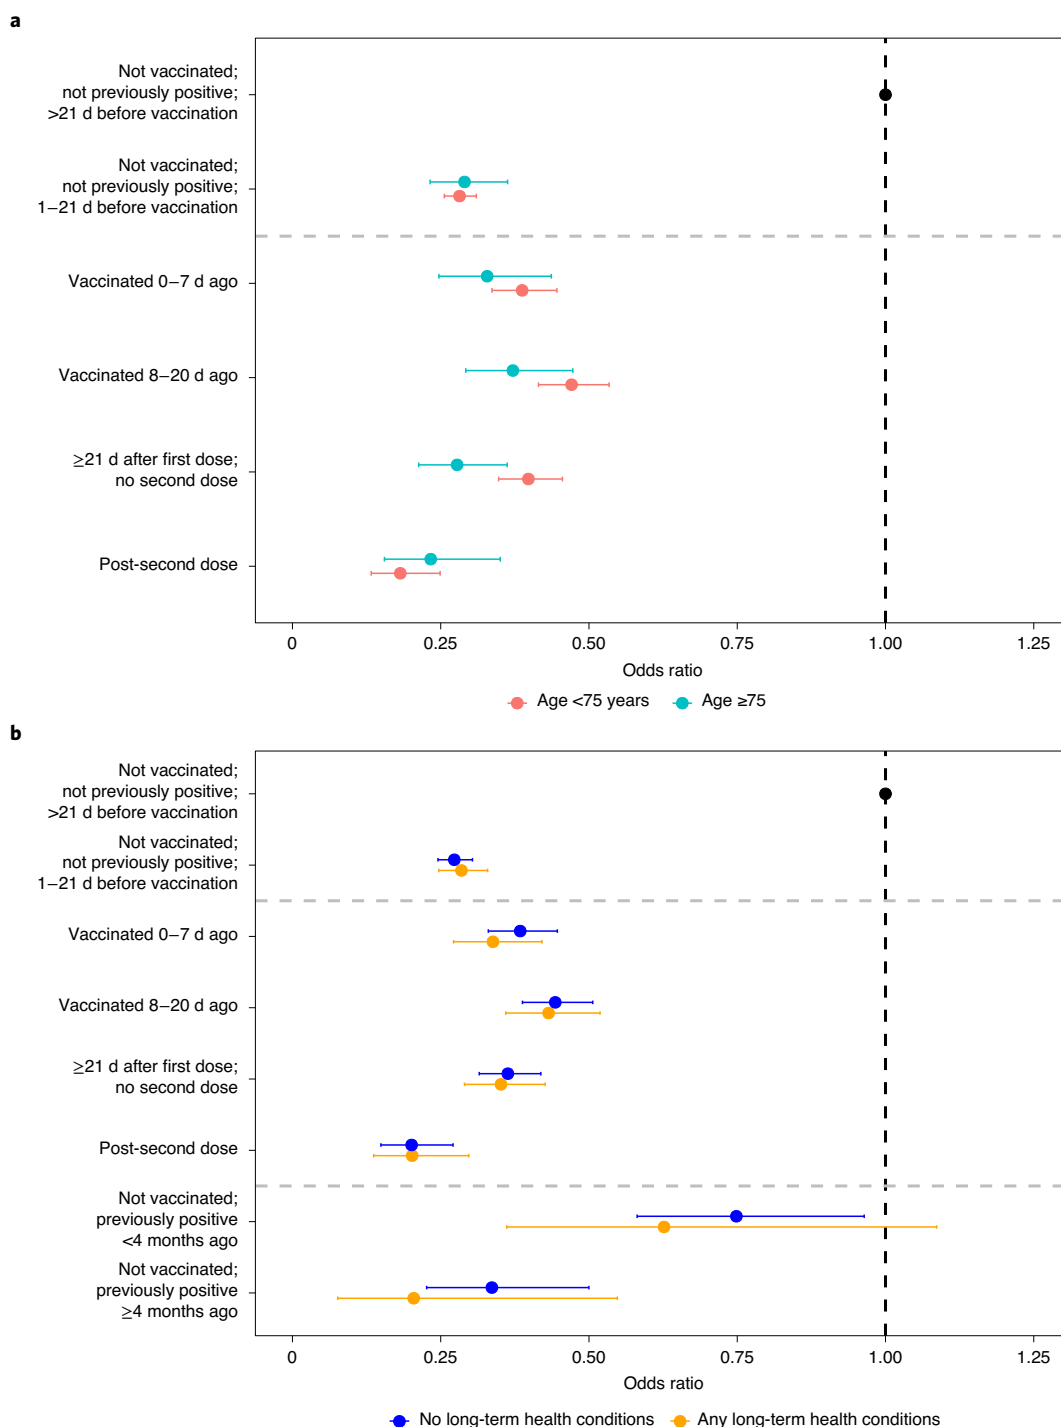 a
Not vaccinated;
not previously positive;
>21 d before vaccination
Not vaccinated;
not previously positive;
1–21 d before vaccination
Vaccinated 0–7 d ago
Vaccinated 8–20 d ago
≥21 d after first dose;
no second dose
Post-second dose
0 0.25 0.50 0.75 1.00 1.25
Odds ratio
Age <75 years Age ≥75
b
Not vaccinated;
not previously positive;
>21 d before vaccination
Not vaccinated;
not previously positive;
1–21 d before vaccination
Vaccinated 0–7 d ago
Vaccinated 8–20 d ago
≥21 d after first dose;
no second dose
Post-second dose
Not vaccinated;
previously positive
<4 months ago
Not vaccinated;
previously positive
≥4 months ago
0 0.25 0.50 0.75 1.00 1.25
Odds ratio
No long-term health conditions Any long-term health conditions